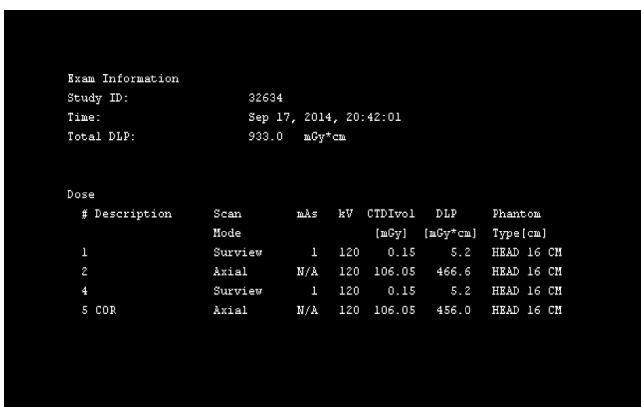 Exam Information
Study ID: 32634
Time: Sep 17, 2014, 20:42:01
Total DLP: 933.0 mGy*cm
Dose
# Description Scan mAs kV CTDIvol DLP Phantom
Mode [mGy] [mGy*cm] Type[cm]
1 Surview 1 120 0.15 5.2 HEAD 16 CM
2 Axial N/A 120 106.05 466.6 HEAD 16 CM
4 Surview 1 120 0.15 5.2 HEAD 16 CM
5 COR Axial N/A 120 106.05 456.0 HEAD 16 CM